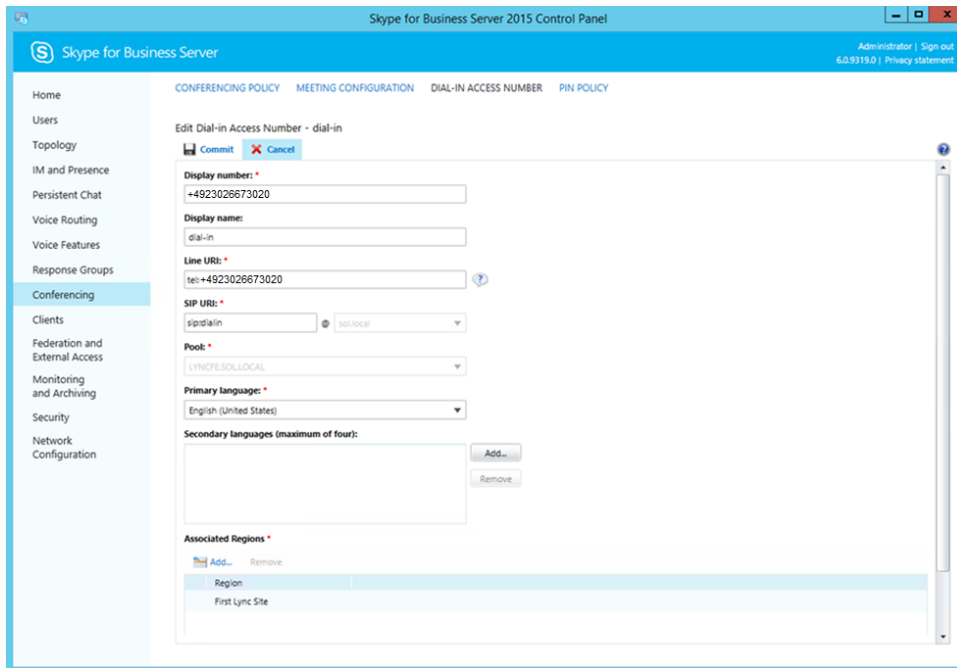 Skype for Business Server 2015 Control Panel
Skype for Business Server
Administrator | Sign out
6.0.9319.0 | Privacy statement
Home
Users
Topology
IM and Presence
Persistent Chat
Voice Routing
Voice Features
Response Groups
Conferencing
Clients
Federation and
External Access
Monitoring
and Archiving
Security
Network
Configuration
CONFERENCING POLICY MEETING CONFIGURATION DIAL-IN ACCESS NUMBER PIN POLICY
Edit Dial-in Access Number - dial-in
Commit Cancel
Display number: *
+4923026673020
Display name:
dial-in
Line URI: *
tel:+4923026673020
SIP URI: *
sip:dialin @ sol.local
Pool: *
LYNCFE.SOL.LOCAL
Primary language: *
English (United States)
Secondary languages (maximum of four):
Add...
Remove
Associated Regions *
Add... Remove
Region
First Lync Site